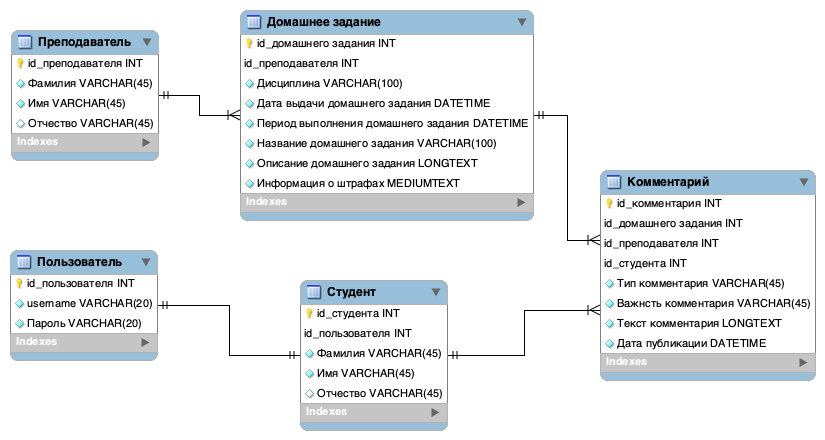 Преподаватель
id_преподавателя INT
Фамилия VARCHAR(45)
Имя VARCHAR(45)
Отчество VARCHAR(45)
Indexes
Домашнее задание
id_домашнего задания INT
id_преподавателя INT
Дисциплина VARCHAR(100)
Дата выдачи домашнего задания DATETIME
Период выполнения домашнего задания DATETIME
Название домашнего задания VARCHAR(100)
Описание домашнего задания LONGTEXT
Информация о штрафах MEDIUMTEXT
Indexes
Комментарий
id_комментария INT
id_домашнего задания INT
id_преподавателя INT
id_студента INT
Тип комментария VARCHAR(45)
Важнсть комментария VARCHAR(45)
Текст комментария LONGTEXT
Дата публикации DATETIME
Indexes
Пользователь
id_пользователя INT
username VARCHAR(20)
Пароль VARCHAR(20)
Indexes
Студент
id_студента INT
id_пользователя INT
Фамилия VARCHAR(45)
Имя VARCHAR(45)
Отчество VARCHAR(45)
Indexes